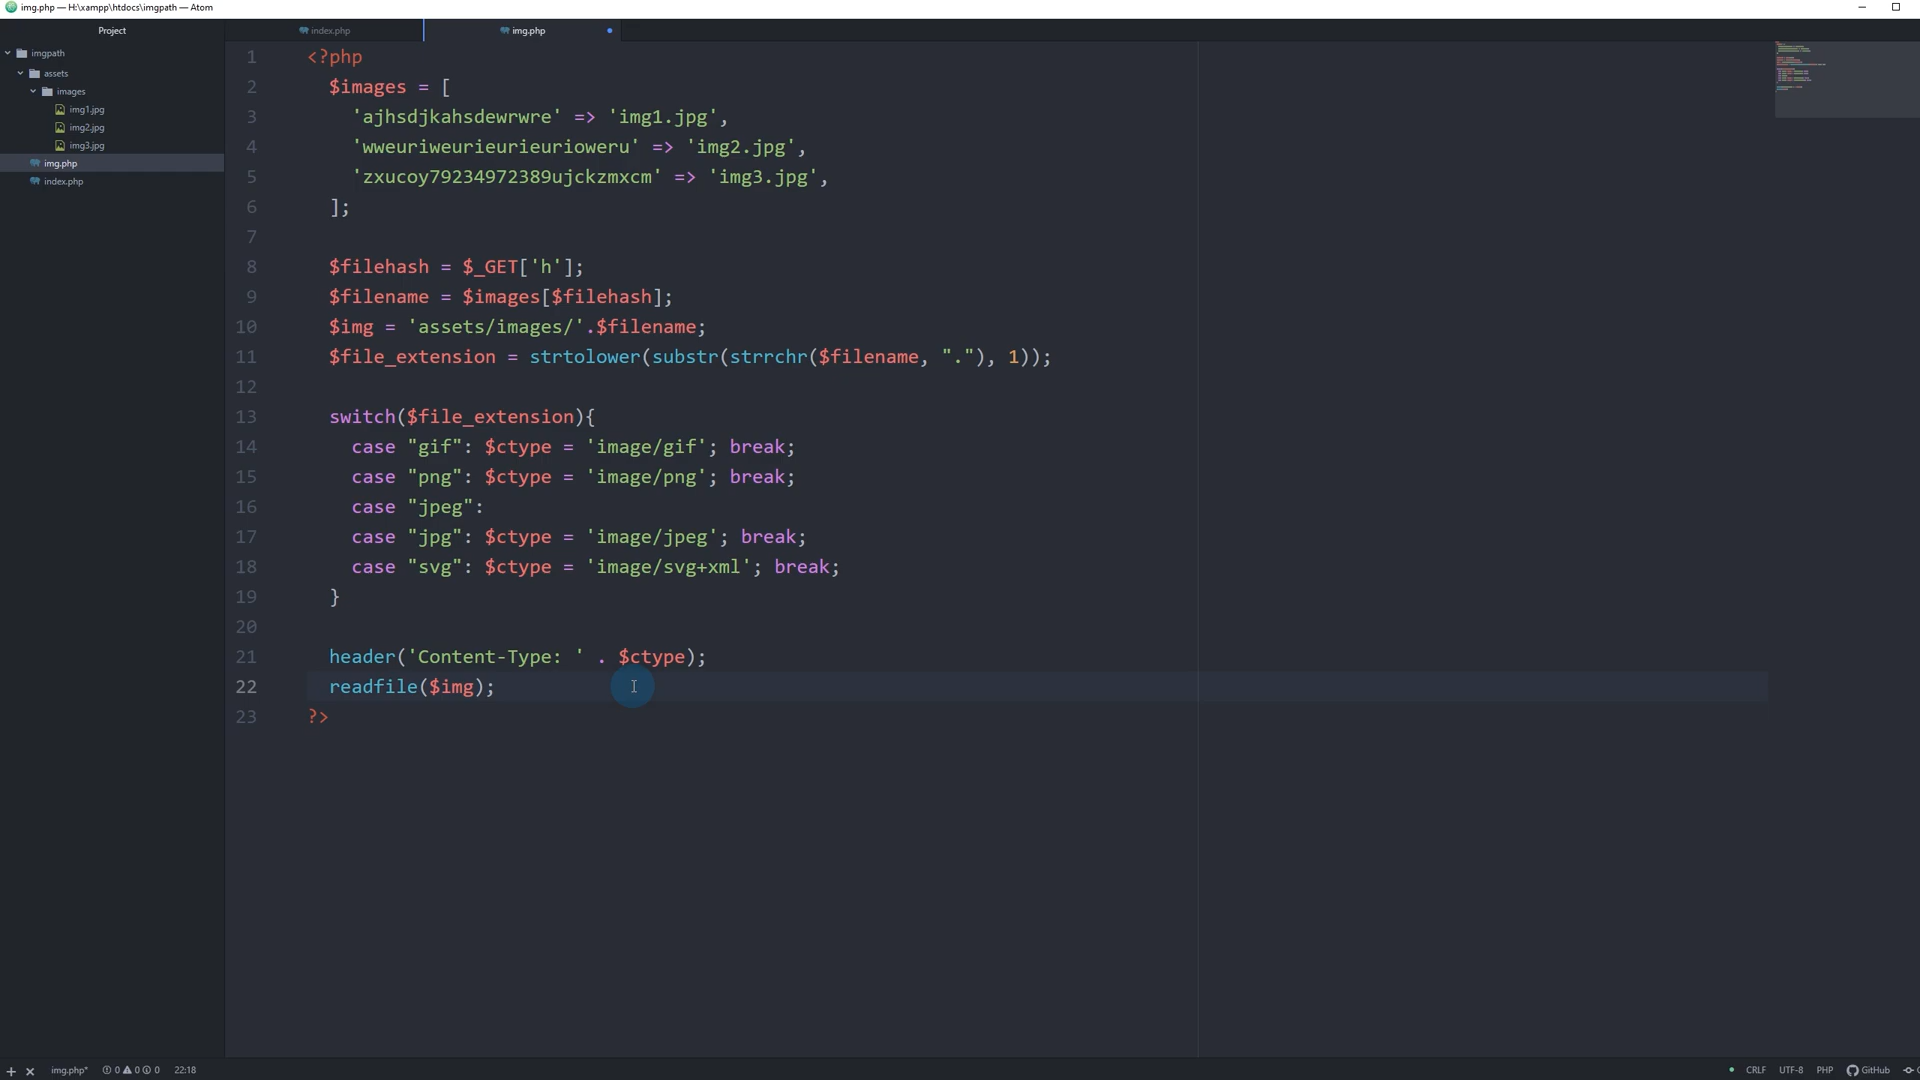 img.php — H:\xampp\htdocs\imgpath — Atom
Project
index.php
img.php
imgpath
assets
images
img1.jpg
img2.jpg
img3.jpg
img.php
index.php
1 <?php
2 $images = [
3 'ajhsdjkahsdewrwre' => 'img1.jpg',
4 'wweuriweurieurieurioweru' => 'img2.jpg',
5 'zxucoy79234972389ujckzmxcm' => 'img3.jpg',
6 ];
7
8 $filehash = $_GET['h'];
9 $filename = $images[$filehash];
10 $img = 'assets/images/'.$filename;
11 $file_extension = strtolower(substr(strrchr($filename, "."), 1));
12
13 switch($file_extension){
14 case "gif": $ctype = 'image/gif'; break;
15 case "png": $ctype = 'image/png'; break;
16 case "jpeg":
17 case "jpg": $ctype = 'image/jpeg'; break;
18 case "svg": $ctype = 'image/svg+xml'; break;
19 }
20
21 header('Content-Type: ' . $ctype);
22 readfile($img);
23 ?>
img.php* 0 0 0 22:18
CRLF UTF-8 PHP GitHub